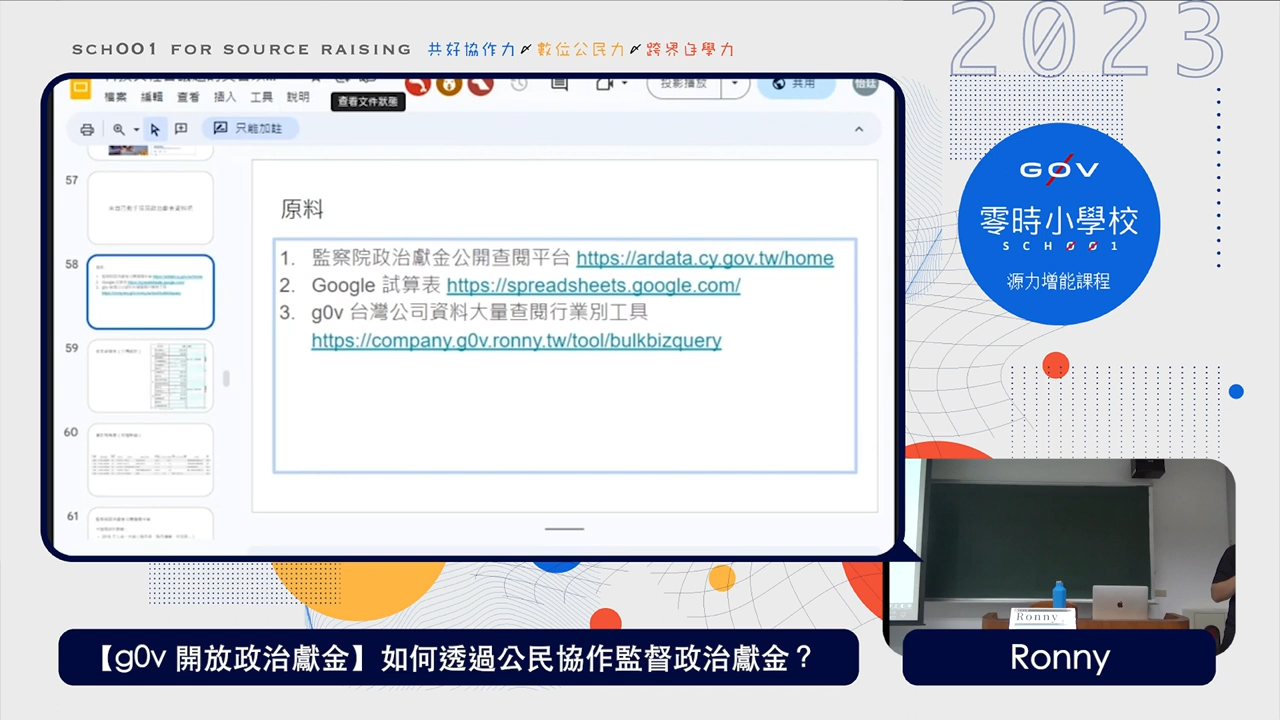 SCH001 FOR SOURCE RAISING 共好協作力 數位公民力 跨界自學力
2023
檔案 編輯 查看 插入 工具 說明
查看文件狀態
投影播放
共用
只能加註
57
58
59
60
61
原料
1. 監察院政治獻金公開查閱平台 https://ardata.cy.gov.tw/home
2. Google 試算表 https://spreadsheets.google.com/
3. g0v 台灣公司資料大量查閱行業別工具
https://company.g0v.ronny.tw/tool/bulkbizquery
G0V
零時小學校
SCH001
源力增能課程
Ronny
【g0v 開放政治獻金】如何透過公民協作監督政治獻金？
Ronny